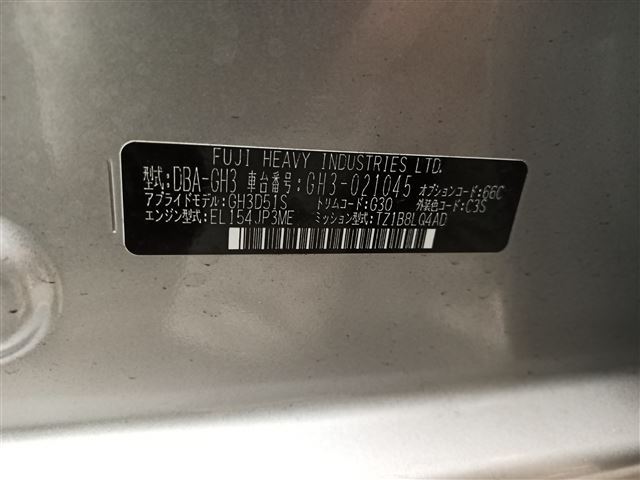 FUJI HEAVY INDUSTRIES LTD.
型式:DBA-GH3 車台番号:GH3-021045 オプションコード:66C
アプライドモデル:GH3D51S トリムコード:G30 外装色コード:C3S
エンジン型式:EL154JP3ME ミッション型式:TZ1B8LQ4AD